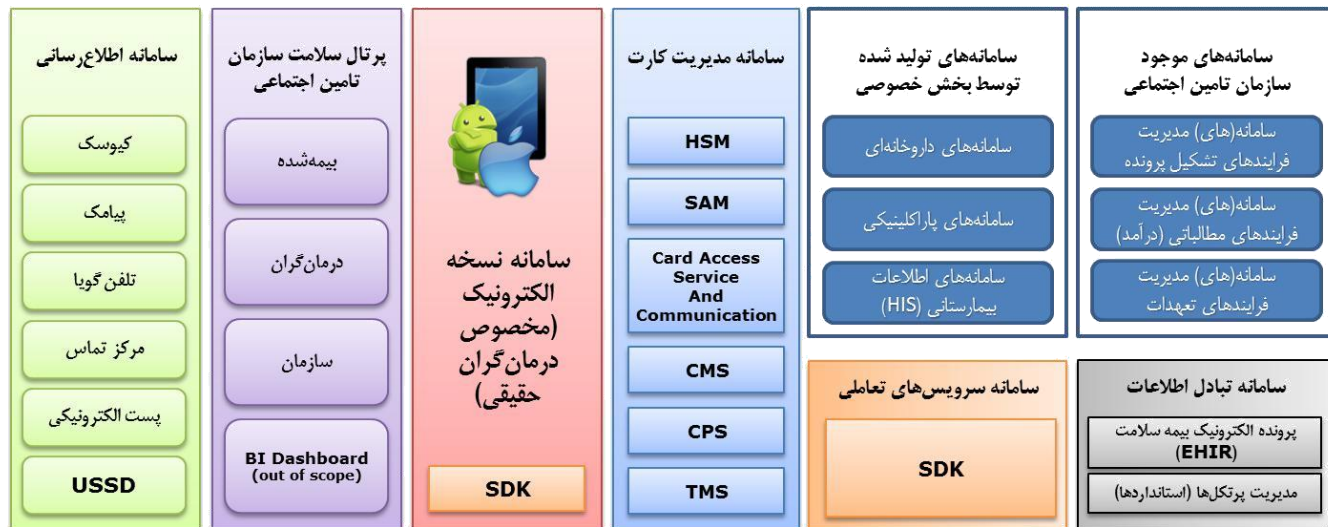 سامانه‌های موجود
سازمان تامین اجتماعی
سامانه(های) مدیریت
فرایندهای تشکیل پرونده
سامانه(های) مدیریت
فرایندهای مطالباتی (درآمد)
سامانه(های) مدیریت
فرایندهای تعهدات
سامانه تبادل اطلاعات
پرونده الکترونیک بیمه سلامت
(EHIR)
مدیریت پرتکل‌ها (استانداردها)
سامانه‌های تولید شده
توسط بخش خصوصی
سامانه‌های داروخانه‌ای
سامانه‌های پاراکلینیکی
سامانه‌های اطلاعات
بیمارستانی (HIS)
سامانه سرویس‌های تعاملی
SDK
سامانه مدیریت کارت
HSM
SAM
Card Access
Service
And
Communication
CMS
CPS
TMS
سامانه نسخه
الکترونیک
(مخصوص
درمان‌گران
حقیقی)
SDK
پرتال سلامت سازمان
تامین اجتماعی
بیمه‌شده
درمان‌گران
سازمان
BI Dashboard
(out of scope)
سامانه اطلاع‌رسانی
کیوسک
پیامک
تلفن گویا
مرکز تماس
پست الکترونیکی
USSD